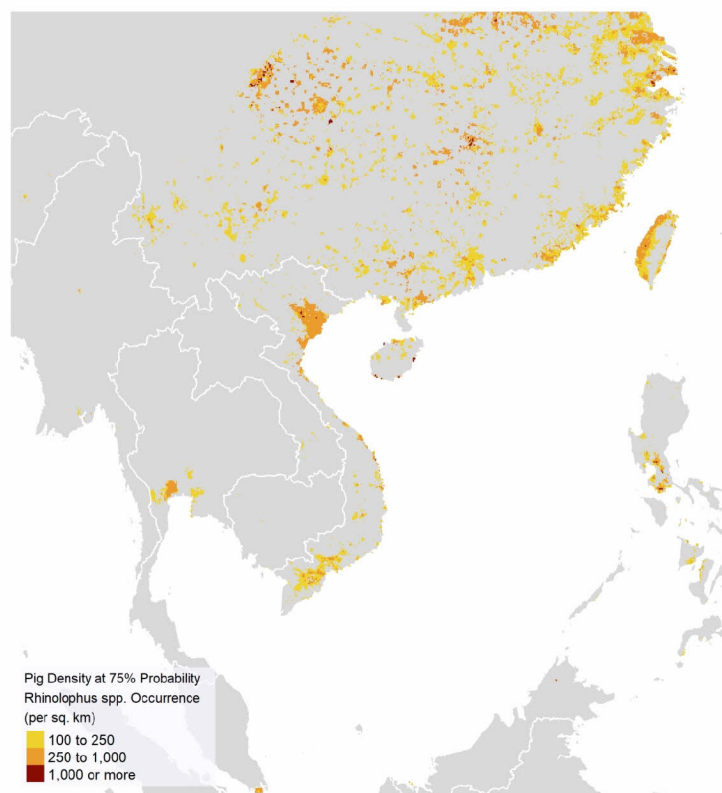 Pig Density at 75% Probability
Rhinolophus spp. Occurrence
(per sq. km)
100 to 250
250 to 1,000
1,000 or more